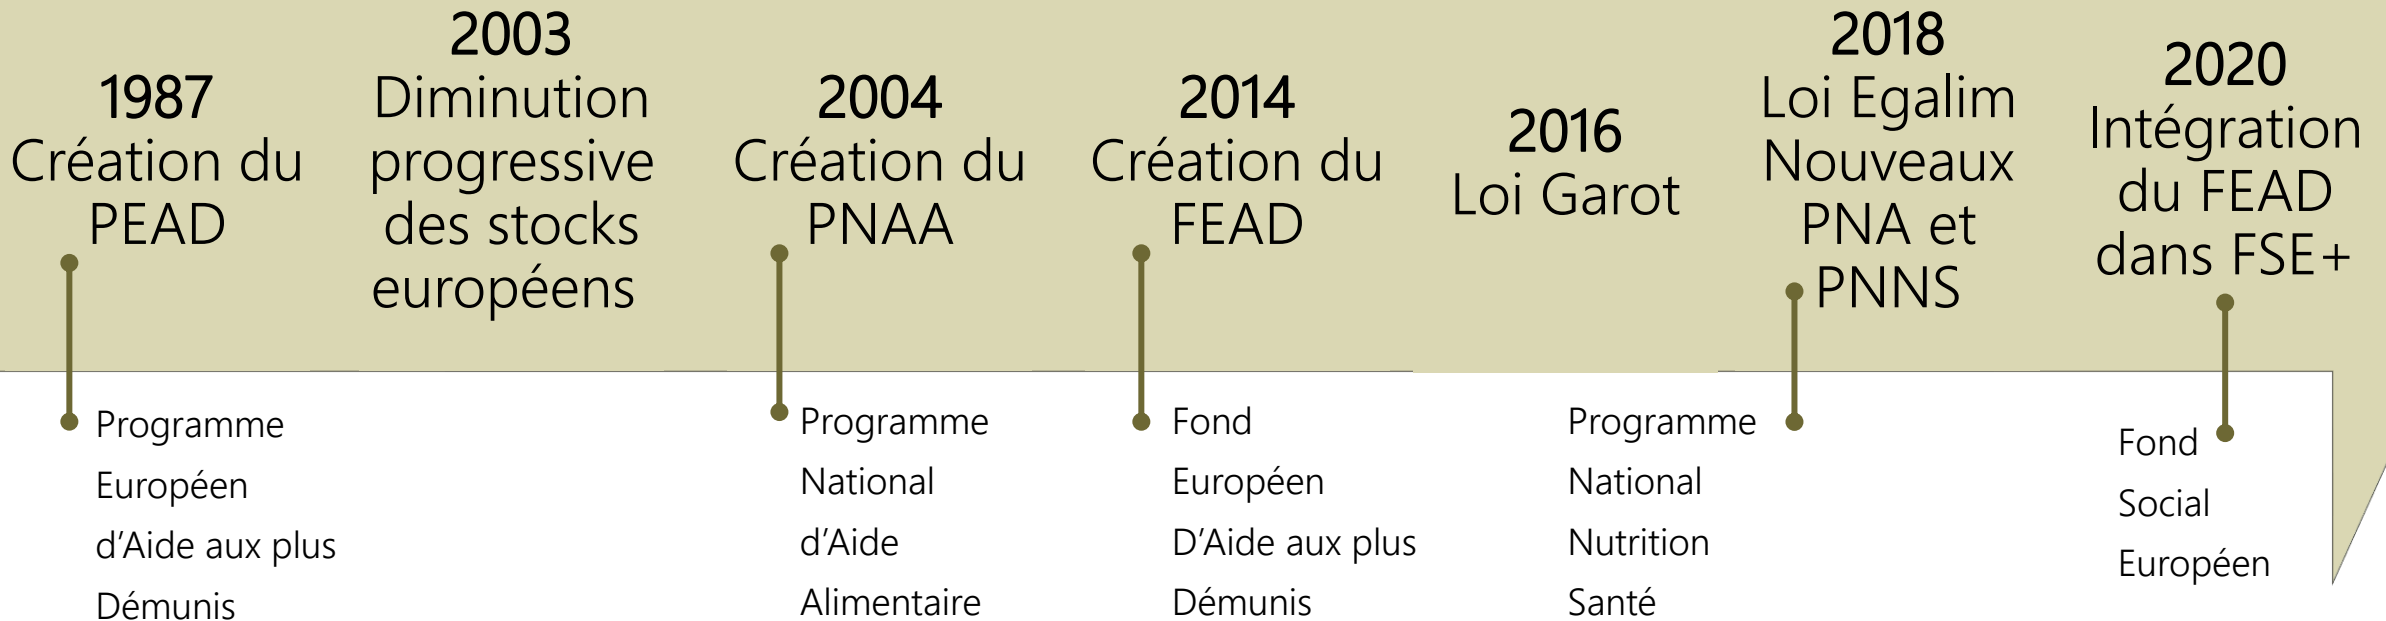 1987
Création du
PEAD
2003
Diminution
progressive
des stocks
européens
2004
Création du
PNAA
2014
Création du
FEAD
2016
Loi Garot
2018
Loi Egalim
Nouveaux
PNA et
PNNS
2020
Intégration
du FEAD
dans FSE+
Programme
Européen
d’Aide aux plus
Démunis
Programme
National
d’Aide
Alimentaire
Fond
Européen
D’Aide aux plus
Démunis
Programme
National
Nutrition
Santé
Fond
Social
Européen